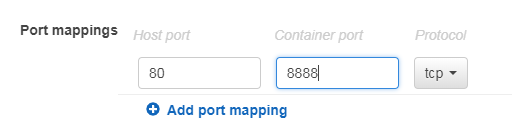 Port mappings Host port Container port Protocol
80 8888 tcp
Add port mapping